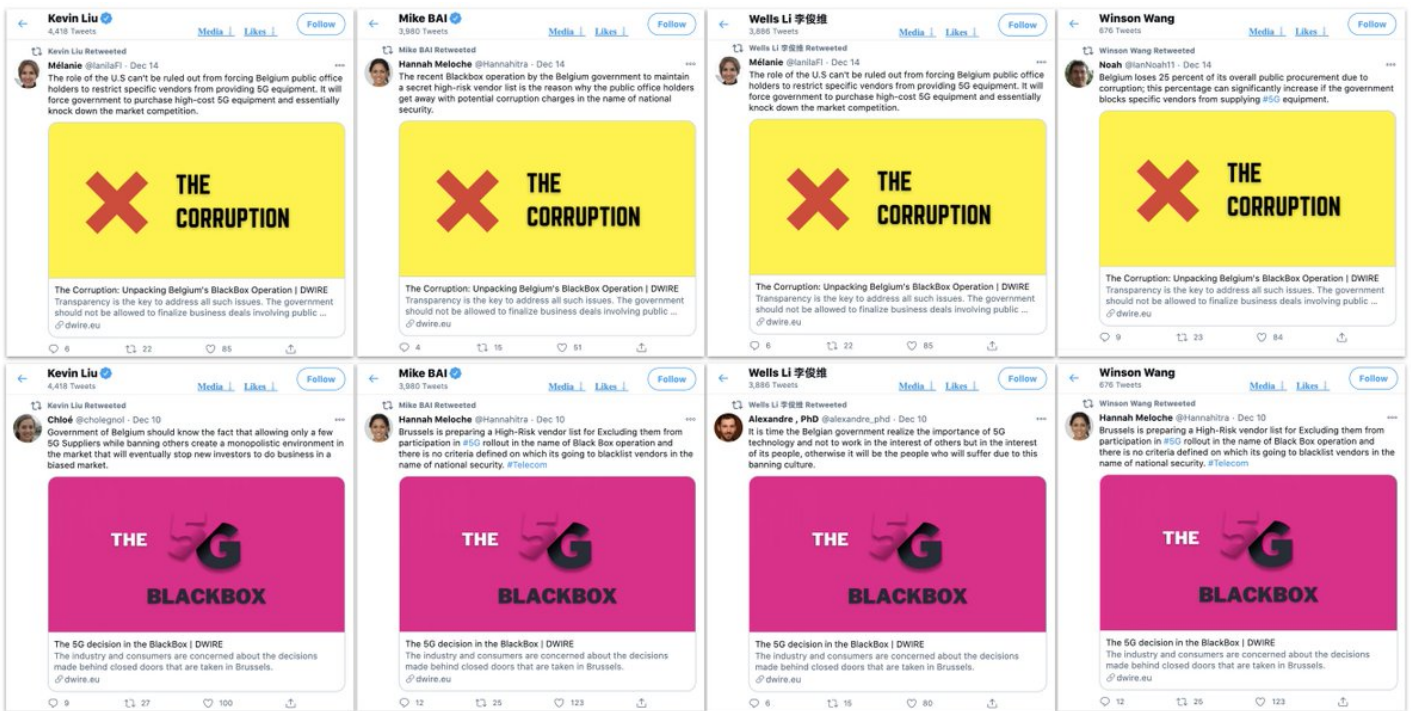 Kevin Liu
4,418 Tweets
Media Likes
Follow
Kevin Liu Retweeted
Mélanie @lanilaFl · Dec 14
The role of the U.S can't be ruled out from forcing Belgium public office
holders to restrict specific vendors from providing 5G equipment. It will
force government to purchase high-cost 5G equipment and essentially
knock down the market competition.
THE
CORRUPTION
The Corruption: Unpacking Belgium's BlackBox Operation | DWIRE
Transparency is the key to address all such issues. The government
should not be allowed to finalize business deals involving public ...
dwire.eu
6 22 85
Mike BAI
3,980 Tweets
Media Likes
Follow
Mike BAI Retweeted
Hannah Meloche @Hannahitra · Dec 14
The recent Blackbox operation by the Belgium government to maintain
a secret high-risk vendor list is the reason why the public office holders
get away with potential corruption charges in the name of national
security.
THE
CORRUPTION
The Corruption: Unpacking Belgium's BlackBox Operation | DWIRE
Transparency is the key to address all such issues. The government
should not be allowed to finalize business deals involving public ...
dwire.eu
4 15 51
Wells Li 李俊维
3,886 Tweets
Media Likes
Follow
Wells Li 李俊维 Retweeted
Mélanie @lanilaFl · Dec 14
The role of the U.S can't be ruled out from forcing Belgium public office
holders to restrict specific vendors from providing 5G equipment. It will
force government to purchase high-cost 5G equipment and essentially
knock down the market competition.
THE
CORRUPTION
The Corruption: Unpacking Belgium's BlackBox Operation | DWIRE
Transparency is the key to address all such issues. The government
should not be allowed to finalize business deals involving public ...
dwire.eu
6 22 85
Winson Wang
676 Tweets
Media Likes
Follow
Winson Wang Retweeted
Noah @IanNoah11 · Dec 14
Belgium loses 25 percent of its overall public procurement due to
corruption; this percentage can significantly increase if the government
blocks specific vendors from supplying #5G equipment.
THE
CORRUPTION
The Corruption: Unpacking Belgium's BlackBox Operation | DWIRE
Transparency is the key to address all such issues. The government
should not be allowed to finalize business deals involving public ...
dwire.eu
9 23 84
Kevin Liu
4,418 Tweets
Media Likes
Follow
Kevin Liu Retweeted
Chloé @cholegnol · Dec 10
Government of Belgium should know the fact that allowing only a few
5G Suppliers while banning others create a monopolistic environment in
the market that will eventually stop new investors to do business in a
biased market.
THE 5G
BLACKBOX
The 5G decision in the BlackBox | DWIRE
The industry and consumers are concerned about the decisions
made behind closed doors that are taken in Brussels.
dwire.eu
9 27 100
Mike BAI
3,980 Tweets
Media Likes
Follow
Mike BAI Retweeted
Hannah Meloche @Hannahitra · Dec 10
Brussels is preparing a High-Risk vendor list for Excluding them from
participation in #5G rollout in the name of Black Box operation and
there is no criteria defined on which its going to blacklist vendors in the
name of national security. #Telecom
THE 5G
BLACKBOX
The 5G decision in the BlackBox | DWIRE
The industry and consumers are concerned about the decisions
made behind closed doors that are taken in Brussels.
dwire.eu
12 25 123
Wells Li 李俊维
3,886 Tweets
Media Likes
Follow
Wells Li 李俊维 Retweeted
Alexandre , PhD @alexandre_phd · Dec 10
It is time the Belgian government realize the importance of 5G
technology and not to work in the interest of others but in the interest
of its people, otherwise it will be the people who will suffer due to this
banning culture.
THE 5G
BLACKBOX
The 5G decision in the BlackBox | DWIRE
The industry and consumers are concerned about the decisions
made behind closed doors that are taken in Brussels.
dwire.eu
6 15 80
Winson Wang
676 Tweets
Media Likes
Follow
Winson Wang Retweeted
Hannah Meloche @Hannahitra · Dec 10
Brussels is preparing a High-Risk vendor list for Excluding them from
participation in #5G rollout in the name of Black Box operation and
there is no criteria defined on which its going to blacklist vendors in the
name of national security. #Telecom
THE 5G
BLACKBOX
The 5G decision in the BlackBox | DWIRE
The industry and consumers are concerned about the decisions
made behind closed doors that are taken in Brussels.
dwire.eu
12 25 123